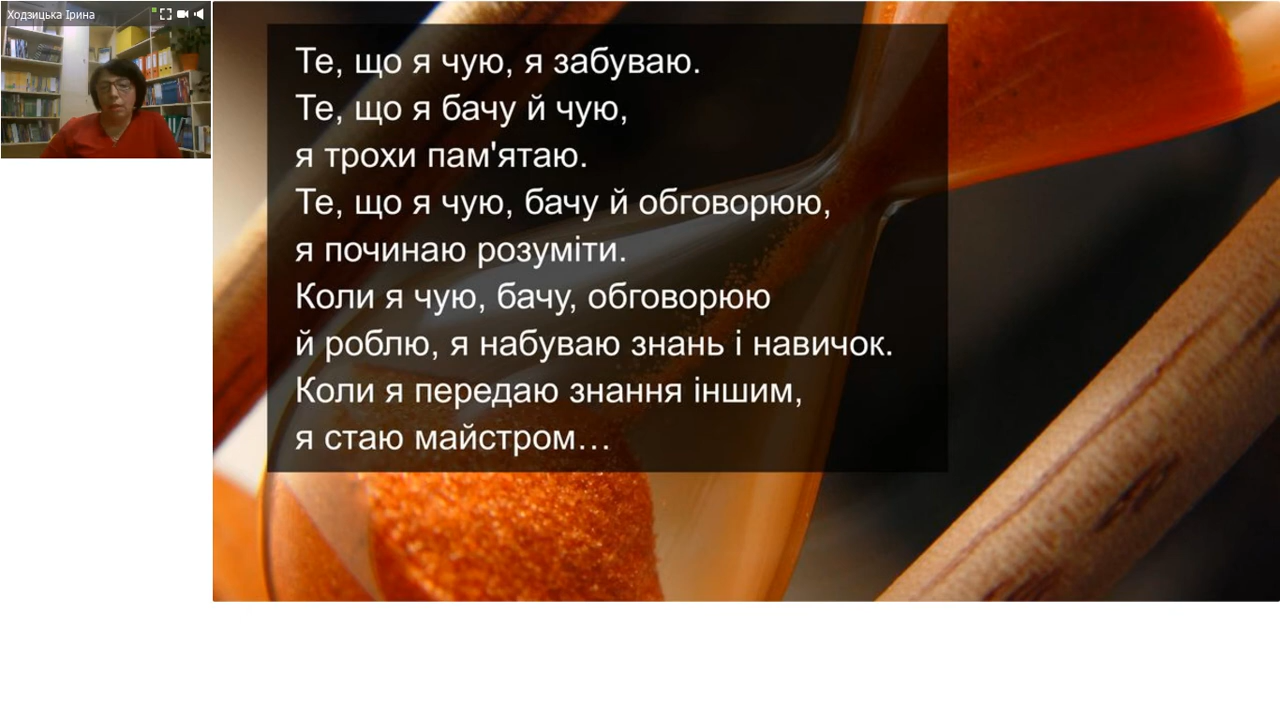 Ходзицька Ірина
Те, що я чую, я забуваю.
Те, що я бачу й чую,
я трохи пам'ятаю.
Те, що я чую, бачу й обговорюю,
я починаю розуміти.
Коли я чую, бачу, обговорюю
й роблю, я набуваю знань і навичок.
Коли я передаю знання іншим,
я стаю майстром…